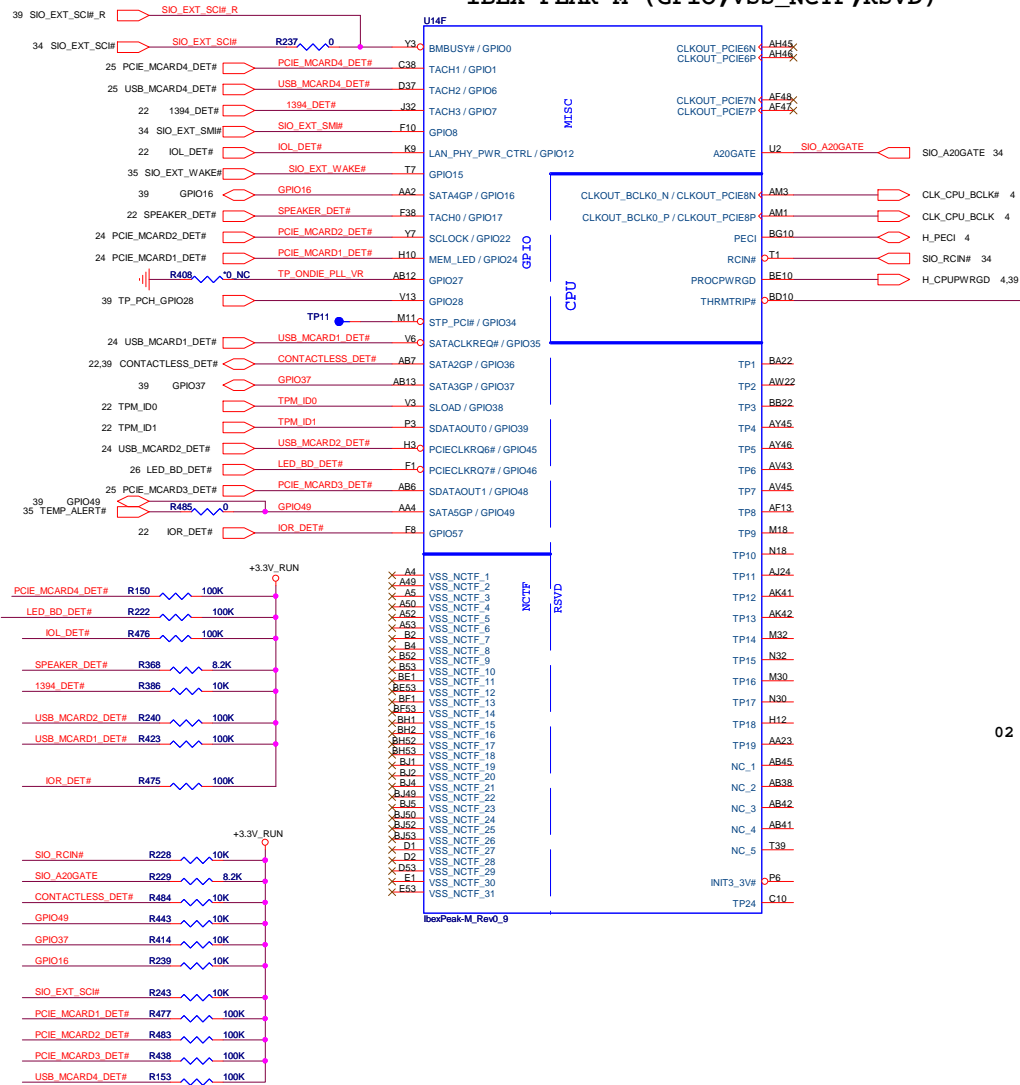 IBEX PEAK-M (GPIO,VSS_NCTF,RSVD)
U14F
39 SIO_EXT_SCI#_R SIO_EXT_SCI#_R
34 SIO_EXT_SCI# SIO_EXT_SCI# R237 0 Y3 BMBUSY# / GPIO0
25 PCIE_MCARD4_DET# PCIE_MCARD4_DET# C38 TACH1 / GPIO1
25 USB_MCARD4_DET# USB_MCARD4_DET# D37 TACH2 / GPIO6
22 1394_DET# 1394_DET# J32 TACH3 / GPIO7
34 SIO_EXT_SMI# SIO_EXT_SMI# F10 GPIO8
22 IOL_DET# IOL_DET# K9 LAN_PHY_PWR_CTRL / GPIO12
35 SIO_EXT_WAKE# SIO_EXT_WAKE# T7 GPIO15
39 GPIO16 GPIO16 AA2 SATA4GP / GPIO16
22 SPEAKER_DET# SPEAKER_DET# F38 TACH0 / GPIO17
24 PCIE_MCARD2_DET# PCIE_MCARD2_DET# Y7 SCLOCK / GPIO22
24 PCIE_MCARD1_DET# PCIE_MCARD1_DET# H10 MEM_LED / GPIO24
R408 *0_NC TP_ONDIE_PLL_VR AB12 GPIO27
39 TP_PCH_GPIO28 V13 GPIO28
TP11 M11 STP_PCI# / GPIO34
24 USB_MCARD1_DET# USB_MCARD1_DET# V6 SATACLKREQ# / GPIO35
22,39 CONTACTLESS_DET# CONTACTLESS_DET# AB7 SATA2GP / GPIO36
39 GPIO37 GPIO37 AB13 SATA3GP / GPIO37
22 TPM_ID0 TPM_ID0 V3 SLOAD / GPIO38
22 TPM_ID1 TPM_ID1 P3 SDATAOUT0 / GPIO39
24 USB_MCARD2_DET# USB_MCARD2_DET# H3 PCIECLKRQ6# / GPIO45
26 LED_BD_DET# LED_BD_DET# F1 PCIECLKRQ7# / GPIO46
25 PCIE_MCARD3_DET# PCIE_MCARD3_DET# AB6 SDATAOUT1 / GPIO48
39 GPIO49
35 TEMP_ALERT# R485 0 GPIO49 AA4 SATA5GP / GPIO49
22 IOR_DET# IOR_DET# F8 GPIO57
MISC
GPIO
CPU
NCTF
RSVD
CLKOUT_PCIE6N AH45
CLKOUT_PCIE6P AH46
CLKOUT_PCIE7N AF48
CLKOUT_PCIE7P AF47
A20GATE U2 SIO_A20GATE SIO_A20GATE 34
CLKOUT_BCLK0_N / CLKOUT_PCIE8N AM3 CLK_CPU_BCLK# 4
CLKOUT_BCLK0_P / CLKOUT_PCIE8P AM1 CLK_CPU_BCLK 4
PECI BG10 H_PECI 4
RCIN# T1 SIO_RCIN# 34
PROCPWRGD BE10 H_CPUPWRGD 4,39
THRMTRIP# BD10
TP1 BA22
TP2 AW22
TP3 BB22
TP4 AY45
TP5 AY46
TP6 AV43
TP7 AV45
TP8 AF13
TP9 M18
TP10 N18
TP11 AJ24
TP12 AK41
TP13 AK42
TP14 M32
TP15 N32
TP16 M30
TP17 N30
TP18 H12
TP19 AA23
NC_1 AB45
NC_2 AB38
NC_3 AB42
NC_4 AB41
NC_5 T39
INIT3_3V# P6
TP24 C10
02
A4 VSS_NCTF_1
A49 VSS_NCTF_2
A5 VSS_NCTF_3
A50 VSS_NCTF_4
A52 VSS_NCTF_5
A53 VSS_NCTF_6
B2 VSS_NCTF_7
B4 VSS_NCTF_8
B52 VSS_NCTF_9
B53 VSS_NCTF_10
BE1 VSS_NCTF_11
BE53 VSS_NCTF_12
BF1 VSS_NCTF_13
BF53 VSS_NCTF_14
BH1 VSS_NCTF_15
BH2 VSS_NCTF_16
BH52 VSS_NCTF_17
BH53 VSS_NCTF_18
BJ1 VSS_NCTF_19
BJ2 VSS_NCTF_20
BJ4 VSS_NCTF_21
BJ49 VSS_NCTF_22
BJ5 VSS_NCTF_23
BJ50 VSS_NCTF_24
BJ52 VSS_NCTF_25
BJ53 VSS_NCTF_26
D1 VSS_NCTF_27
D2 VSS_NCTF_28
D53 VSS_NCTF_29
E1 VSS_NCTF_30
E53 VSS_NCTF_31
IbexPeak-M_Rev0_9
+3.3V_RUN
PCIE_MCARD4_DET# R150 100K
LED_BD_DET# R222 100K
IOL_DET# R476 100K
SPEAKER_DET# R368 8.2K
1394_DET# R386 10K
USB_MCARD2_DET# R240 100K
USB_MCARD1_DET# R423 100K
IOR_DET# R475 100K
+3.3V_RUN
SIO_RCIN# R228 10K
SIO_A20GATE R229 8.2K
CONTACTLESS_DET# R484 10K
GPIO49 R443 10K
GPIO37 R414 10K
GPIO16 R239 10K
SIO_EXT_SCI# R243 10K
PCIE_MCARD1_DET# R477 100K
PCIE_MCARD2_DET# R483 100K
PCIE_MCARD3_DET# R438 100K
USB_MCARD4_DET# R153 100K